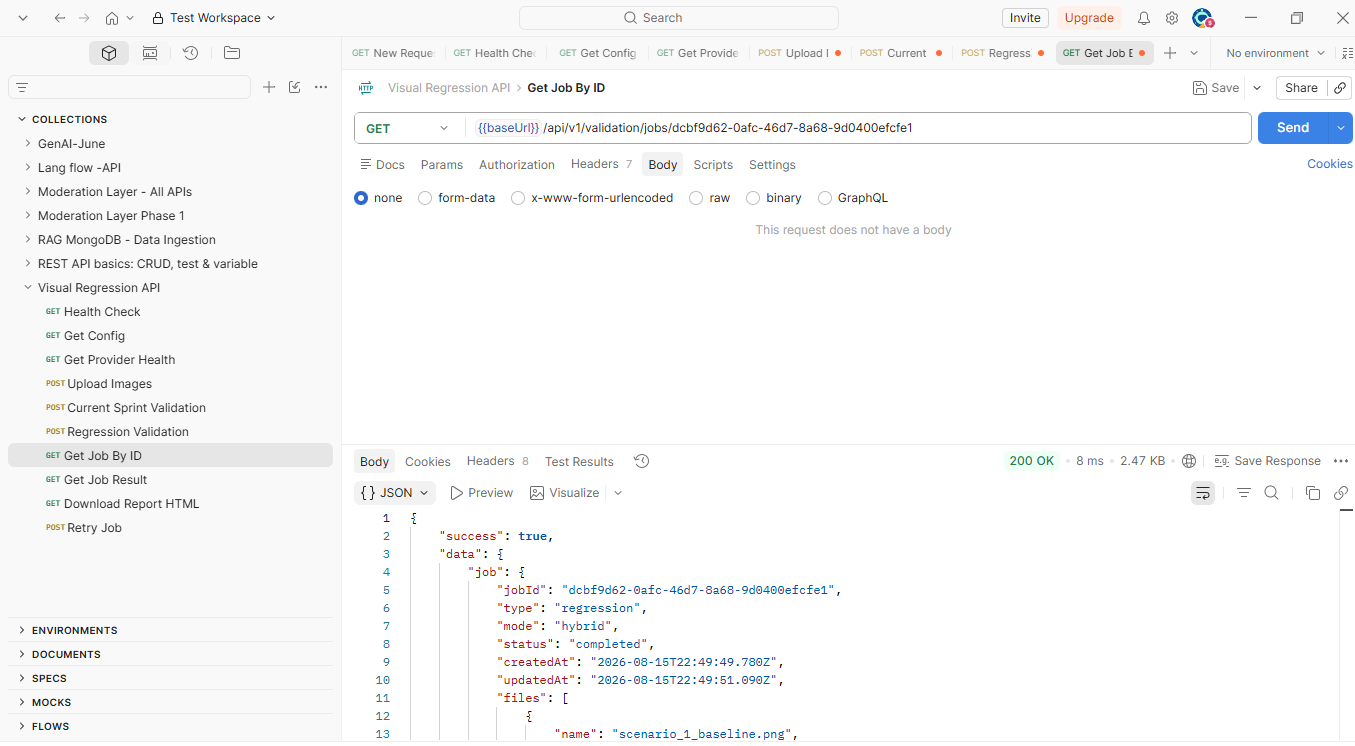 Test Workspace
Search
Invite
Upgrade
GET New Reque
GET Health Che
GET Get Config
GET Get Provide
POST Upload I
POST Current
POST Regress
GET Get Job B
No environment
Visual Regression API > Get Job By ID
Save
Share
GET {{baseUrl}} /api/v1/validation/jobs/dcbf9d62-0afc-46d7-8a68-9d0400efcfe1
Send
Docs Params Authorization Headers 7 Body Scripts Settings
Cookies
none form-data x-www-form-urlencoded raw binary GraphQL
This request does not have a body
COLLECTIONS
GenAI-June
Lang flow -API
Moderation Layer - All APIs
Moderation Layer Phase 1
RAG MongoDB - Data Ingestion
REST API basics: CRUD, test & variable
Visual Regression API
GET Health Check
GET Get Config
GET Get Provider Health
POST Upload Images
POST Current Sprint Validation
POST Regression Validation
GET Get Job By ID
GET Get Job Result
GET Download Report HTML
POST Retry Job
ENVIRONMENTS
DOCUMENTS
SPECS
MOCKS
FLOWS
Body Cookies Headers 8 Test Results
200 OK • 8 ms • 2.47 KB • e.g. Save Response
{} JSON Preview Visualize
1 {
2 "success": true,
3 "data": {
4 "job": {
5 "jobId": "dcbf9d62-0afc-46d7-8a68-9d0400efcfe1",
6 "type": "regression",
7 "mode": "hybrid",
8 "status": "completed",
9 "createdAt": "2026-08-15T22:49:49.780Z",
10 "updatedAt": "2026-08-15T22:49:51.090Z",
11 "files": [
12 {
13 "name": "scenario_1_baseline.png",